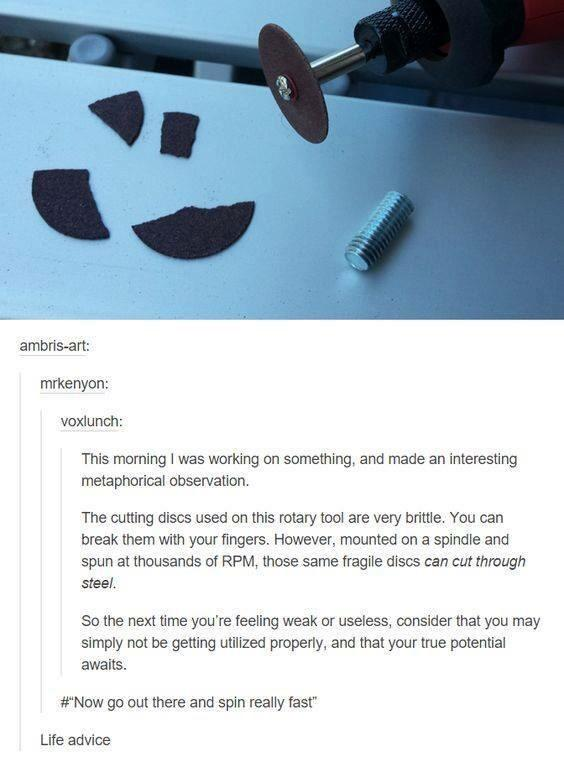 ambris-art:
mrkenyon:
voxlunch:
This morning I was working on something, and made an interesting
metaphorical observation.
The cutting discs used on this rotary tool are very brittle. You can
break them with your fingers. However, mounted on a spindle and
spun at thousands of RPM, those same fragile discs can cut through
steel.
So the next time you're feeling weak or useless, consider that you may
simply not be getting utilized properly, and that your true potential
awaits.
#"Now go out there and spin really fast"
Life advice